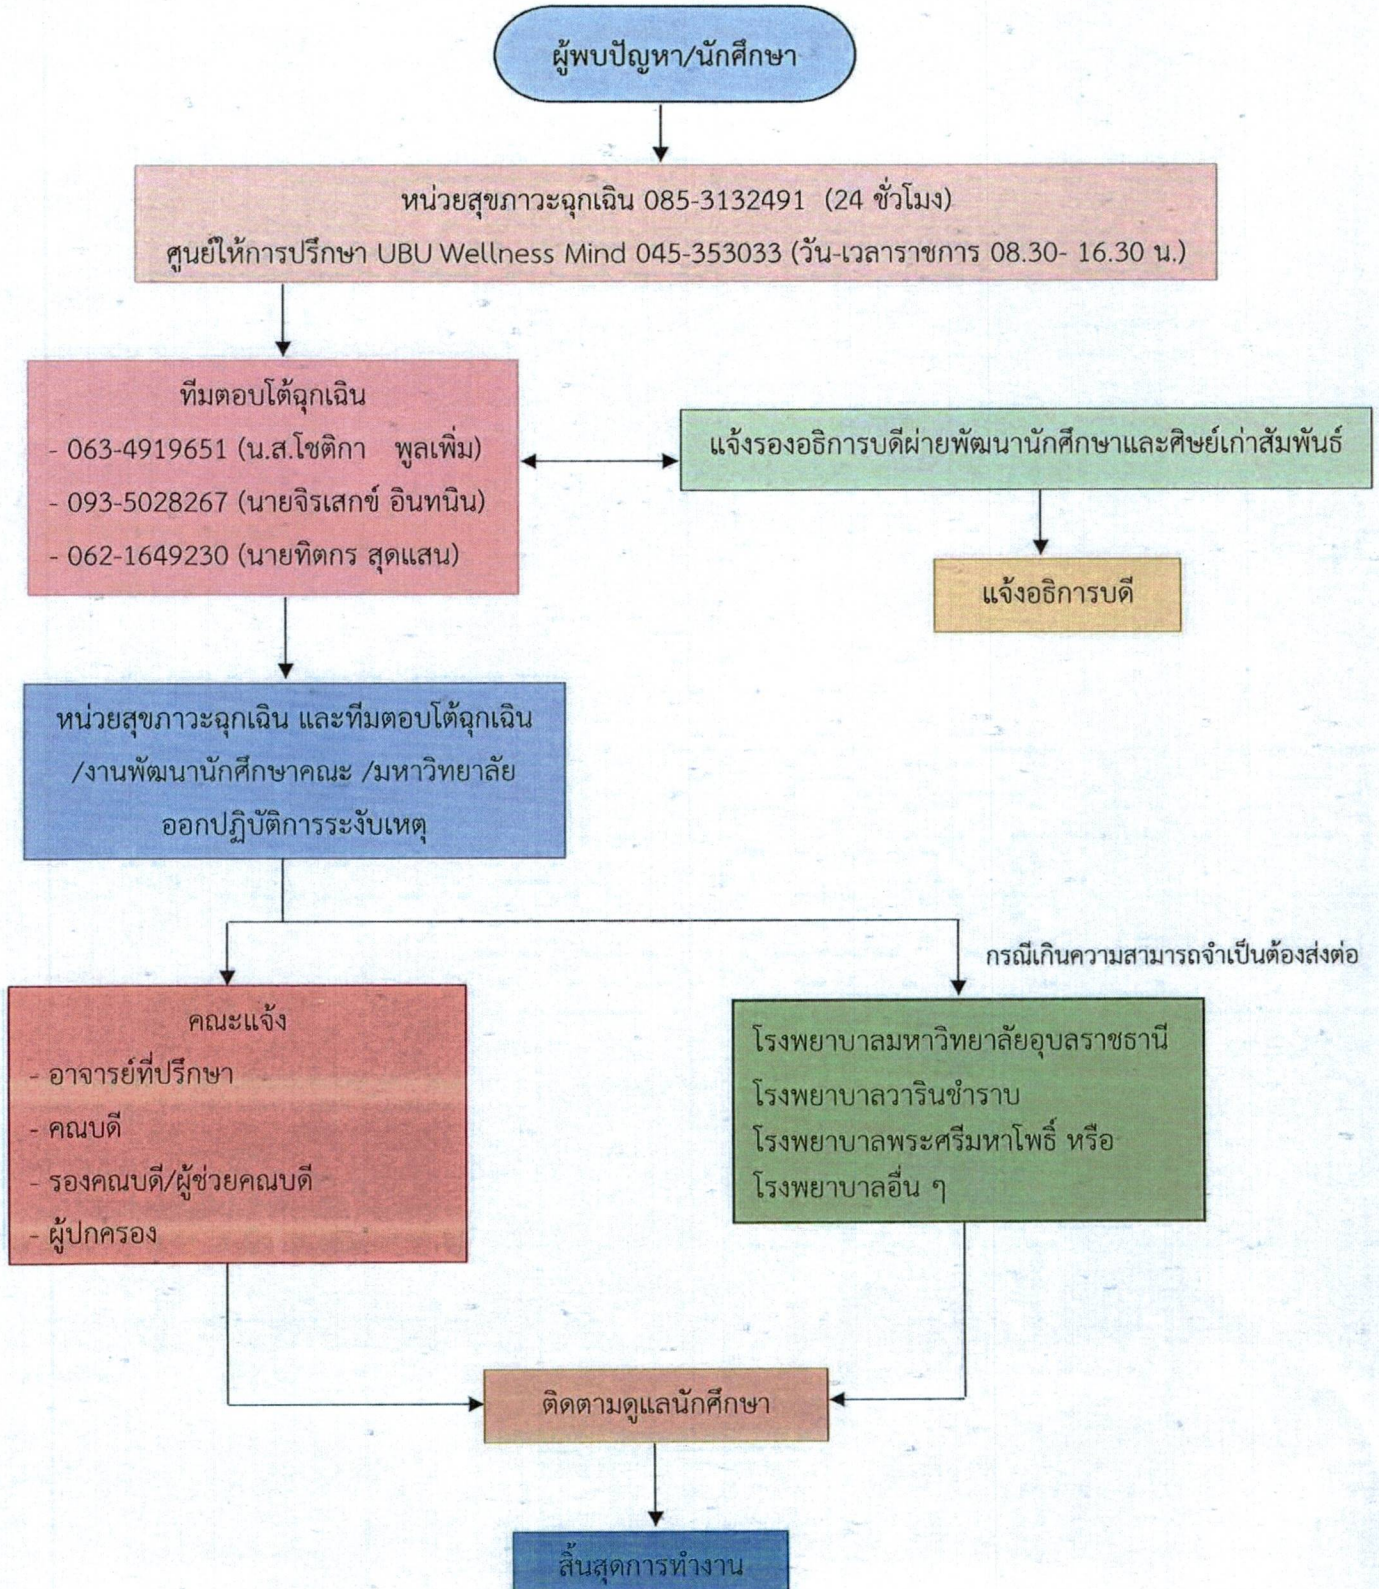 ผู้พบปัญหา/นักศึกษา
หน่วยสุขภาวะฉุกเฉิน 085-3132491 (24 ชั่วโมง)
ศูนย์ให้การปรึกษา UBU Wellness Mind 045-353033 (วัน-เวลาราชการ 08.30- 16.30 น.)
ทีมตอบโต้ฉุกเฉิน
- 063-4919651 (น.ส.โชติกา พูลเพิ่ม)
- 093-5028267 (นายจิรเสกข์ อินทนิน)
- 062-1649230 (นายทิตกร สุดแสน)
แจ้งรองอธิการบดีฝ่ายพัฒนานักศึกษาและศิษย์เก่าสัมพันธ์
แจ้งอธิการบดี
หน่วยสุขภาวะฉุกเฉิน และทีมตอบโต้ฉุกเฉิน
/งานพัฒนานักศึกษาคณะ /มหาวิทยาลัย
ออกปฏิบัติการระงับเหตุ
กรณีเกินความสามารถจำเป็นต้องส่งต่อ
คณะแจ้ง
- อาจารย์ที่ปรึกษา
- คณบดี
- รองคณบดี/ผู้ช่วยคณบดี
- ผู้ปกครอง
โรงพยาบาลมหาวิทยาลัยอุบลราชธานี
โรงพยาบาลวารินชำราบ
โรงพยาบาลพระศรีมหาโพธิ์ หรือ
โรงพยาบาลอื่น ๆ
ติดตามดูแลนักศึกษา
สิ้นสุดการทำงาน